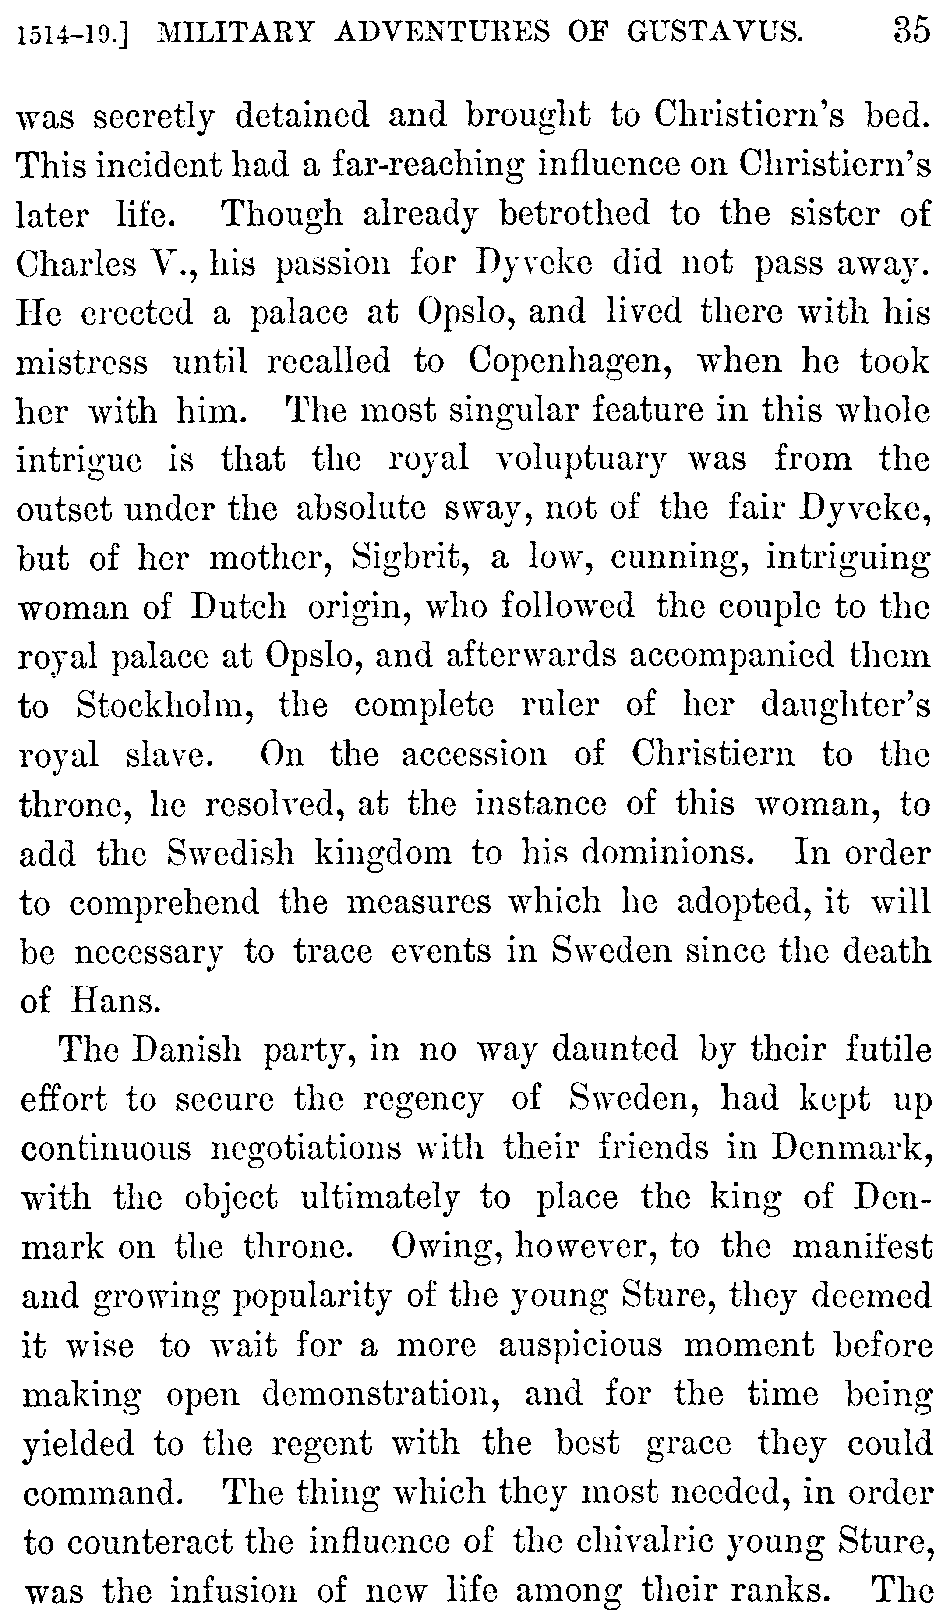 1514-19.] MILITARY ADVENTURES OF GUSTAVUS. 35
was secretly detained and brought to Christiern's bed.
This incident had a far-reaching influence on Christiern's
later life. Though already betrothed to the sister of
Charles V., his passion for Dyveke did not pass away.
He erected a palace at Opslo, and lived there with his
mistress until recalled to Copenhagen, when he took
her with him. The most singular feature in this whole
intrigue is that the royal voluptuary was from the
outset under the absolute sway, not of the fair Dyveke,
but of her mother, Sigbrit, a low, cunning, intriguing
woman of Dutch origin, who followed the couple to the
royal palace at Opslo, and afterwards accompanied them
to Stockholm, the complete ruler of her daughter's
royal slave. On the accession of Christiern to the
throne, he resolved, at the instance of this woman, to
add the Swedish kingdom to his dominions. In order
to comprehend the measures which he adopted, it will
be necessary to trace events in Sweden since the death
of Hans.
The Danish party, in no way daunted by their futile
effort to secure the regency of Sweden, had kept up
continuous negotiations with their friends in Denmark,
with the object ultimately to place the king of Den-
mark on the throne. Owing, however, to the manifest
and growing popularity of the young Sture, they deemed
it wise to wait for a more auspicious moment before
making open demonstration, and for the time being
yielded to the regent with the best grace they could
command. The thing which they most needed, in order
to counteract the influence of the chivalric young Sture,
was the infusion of new life among their ranks. The